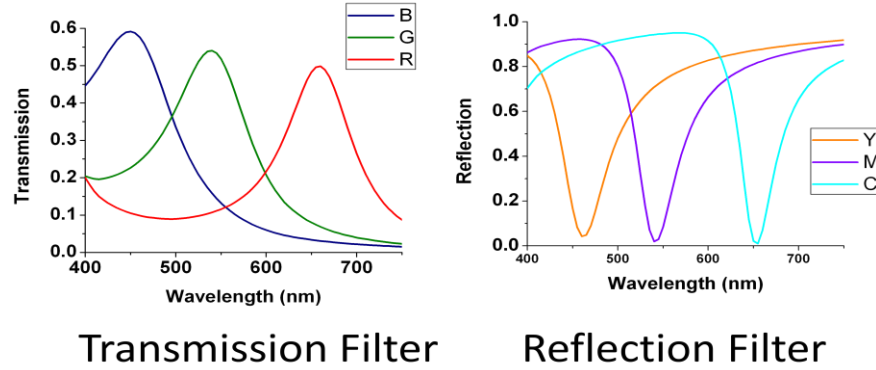 B
G
R
0.6
0.5
0.4
0.3
0.2
0.1
0.0
Transmission
400
500
600
700
Wavelength (nm)
Transmission Filter
1.0
0.8
0.6
0.4
0.2
0.0
Reflection
Y
M
C
400
500
600
700
Wavelength (nm)
Reflection Filter